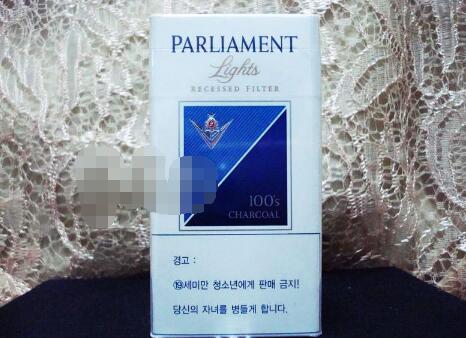 PARLIAMENT
Lights
RECESSED FILTER
100's
CHARCOAL
경고 :
⑲세미만 청소년에게 판매 금지!
당신의 자녀를 병들게 합니다.